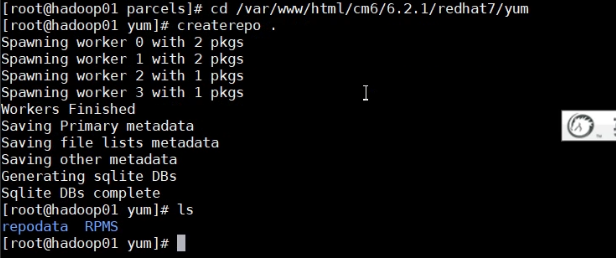 [root@hadoop01 parcels]# cd /var/www/html/cm6/6.2.1/redhat7/yum
[root@hadoop01 yum]# createrepo .
Spawning worker 0 with 2 pkgs
Spawning worker 1 with 2 pkgs
Spawning worker 2 with 1 pkgs
Spawning worker 3 with 1 pkgs
Workers Finished
Saving Primary metadata
Saving file lists metadata
Saving other metadata
Generating sqlite DBs
Sqlite DBs complete
[root@hadoop01 yum]# ls
repodata  RPMS
[root@hadoop01 yum]#